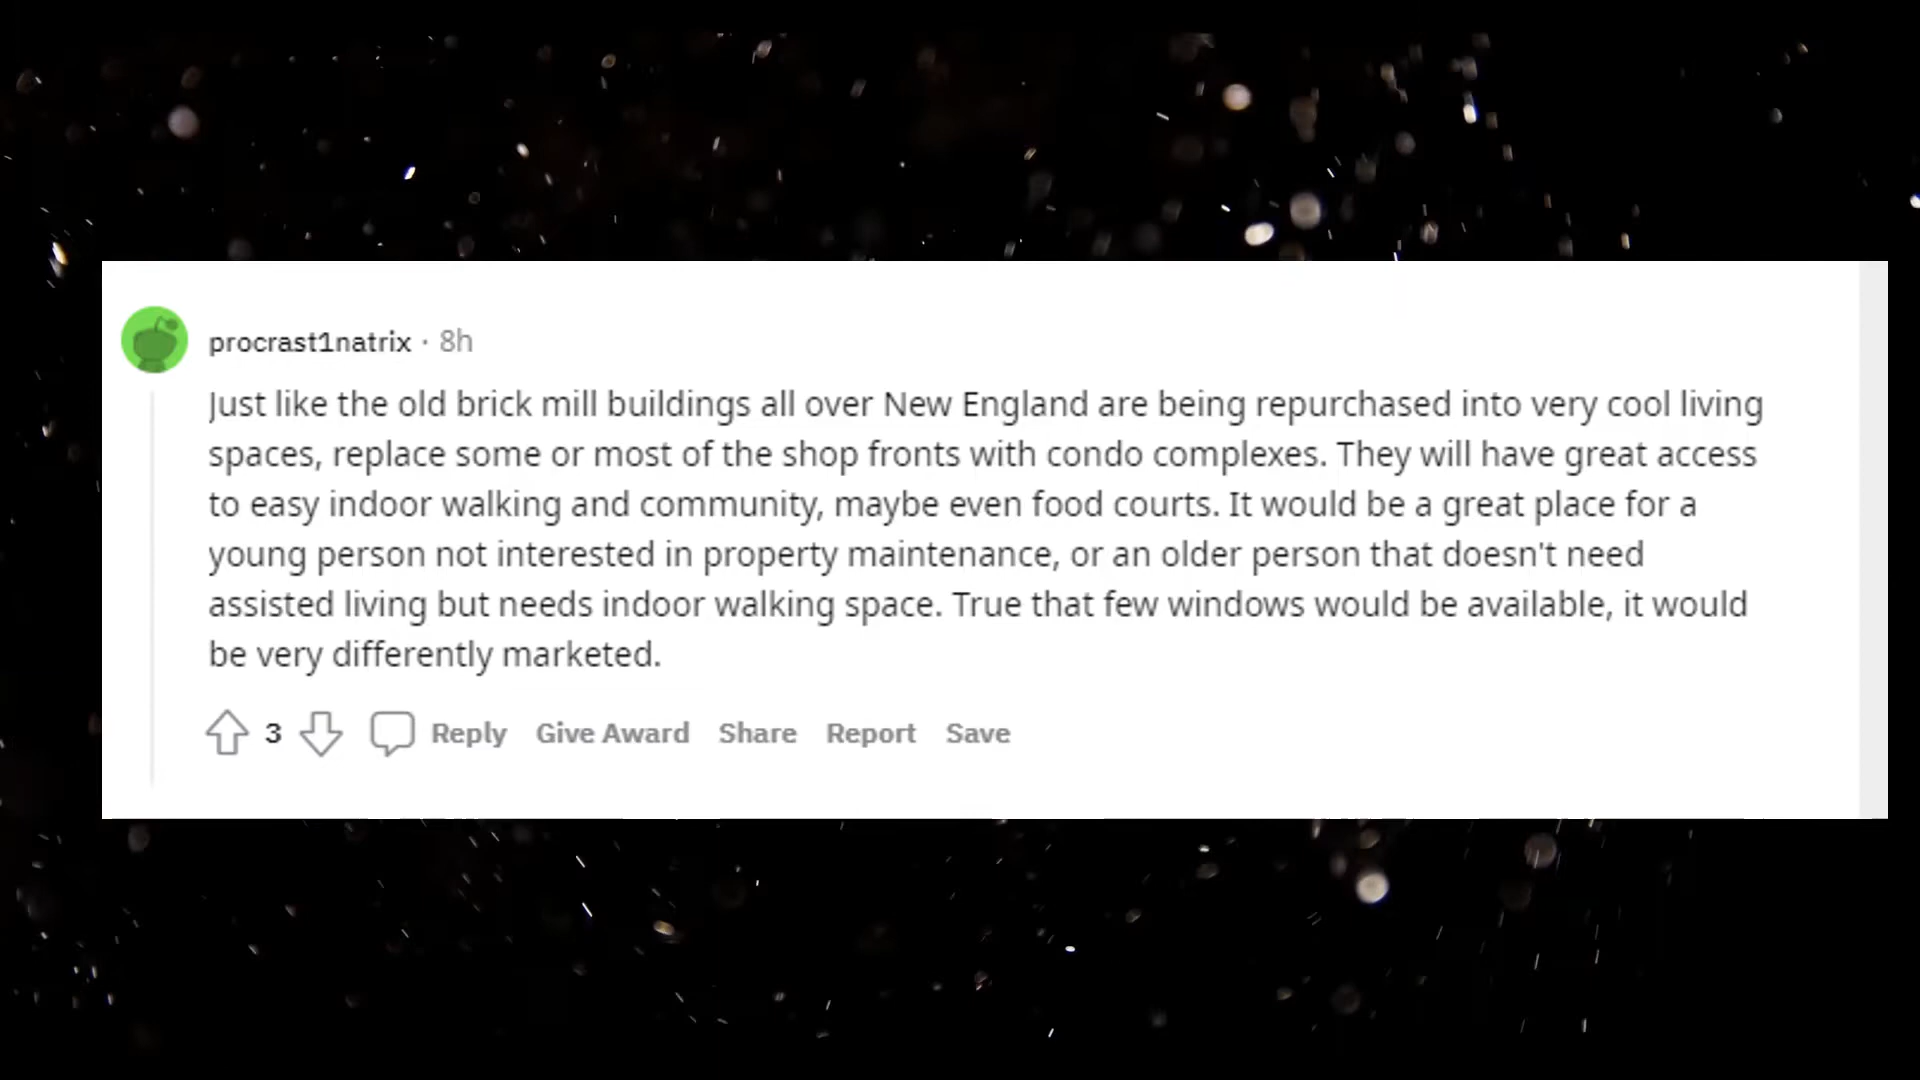 procrast1natrix · 8h
Just like the old brick mill buildings all over New England are being repurchased into very cool living
spaces, replace some or most of the shop fronts with condo complexes. They will have great access
to easy indoor walking and community, maybe even food courts. It would be a great place for a
young person not interested in property maintenance, or an older person that doesn't need
assisted living but needs indoor walking space. True that few windows would be available, it would
be very differently marketed.
3 Reply Give Award Share Report Save